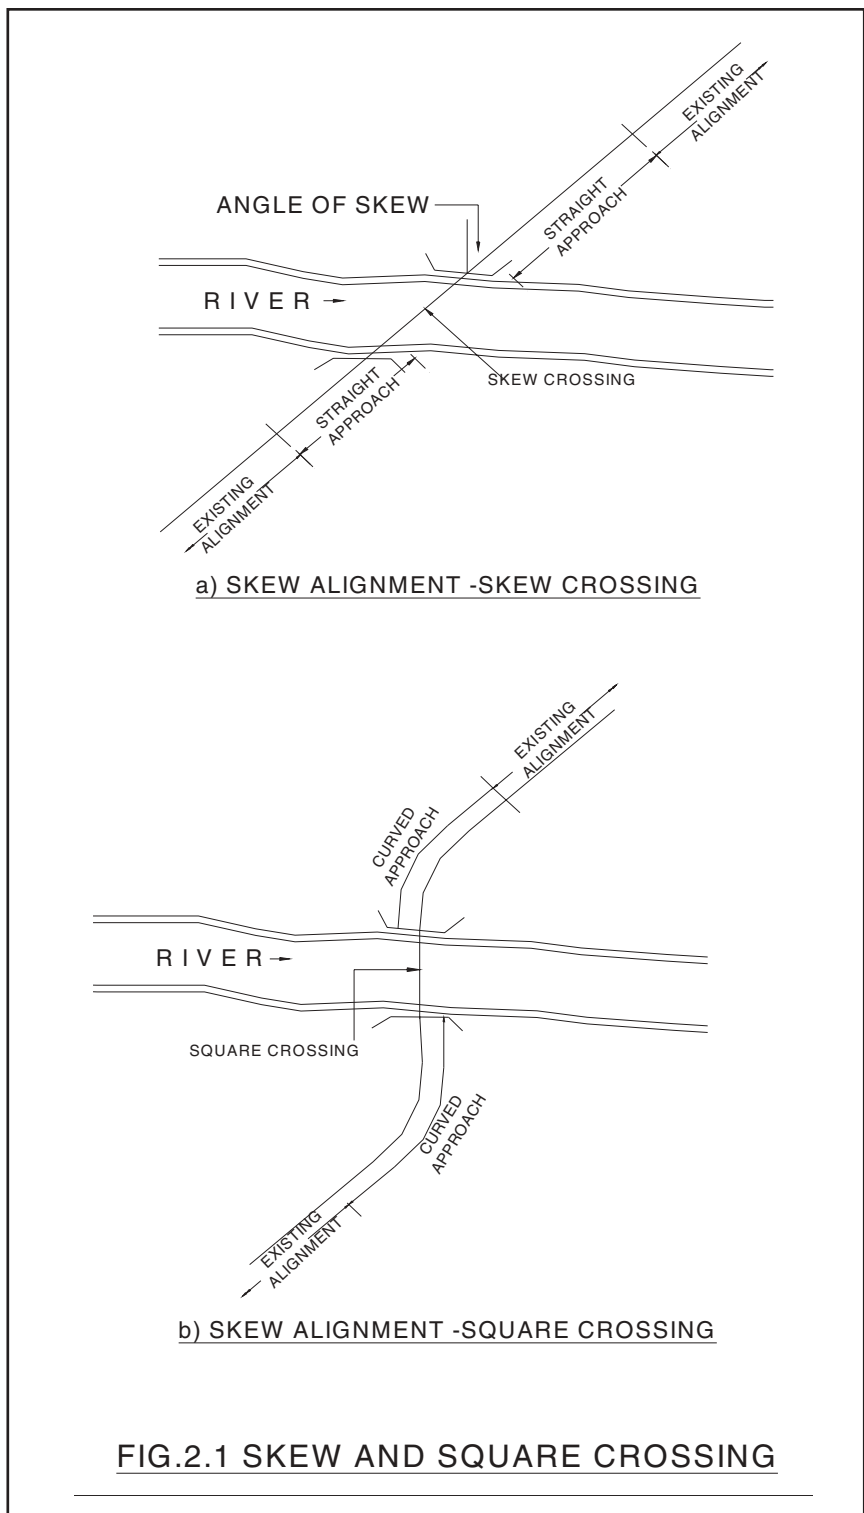 EXISTING
ALIGNMENT
STRAIGHT
APPROACH
ANGLE OF SKEW
RIVER
SKEW CROSSING
STRAIGHT
APPROACH
EXISTING
ALIGNMENT
a) SKEW ALIGNMENT -SKEW CROSSING
EXISTING
ALIGNMENT
CURVED
APPROACH
RIVER
SQUARE CROSSING
CURVED
APPROACH
EXISTING
ALIGNMENT
b) SKEW ALIGNMENT -SQUARE CROSSING
FIG.2.1 SKEW AND SQUARE CROSSING